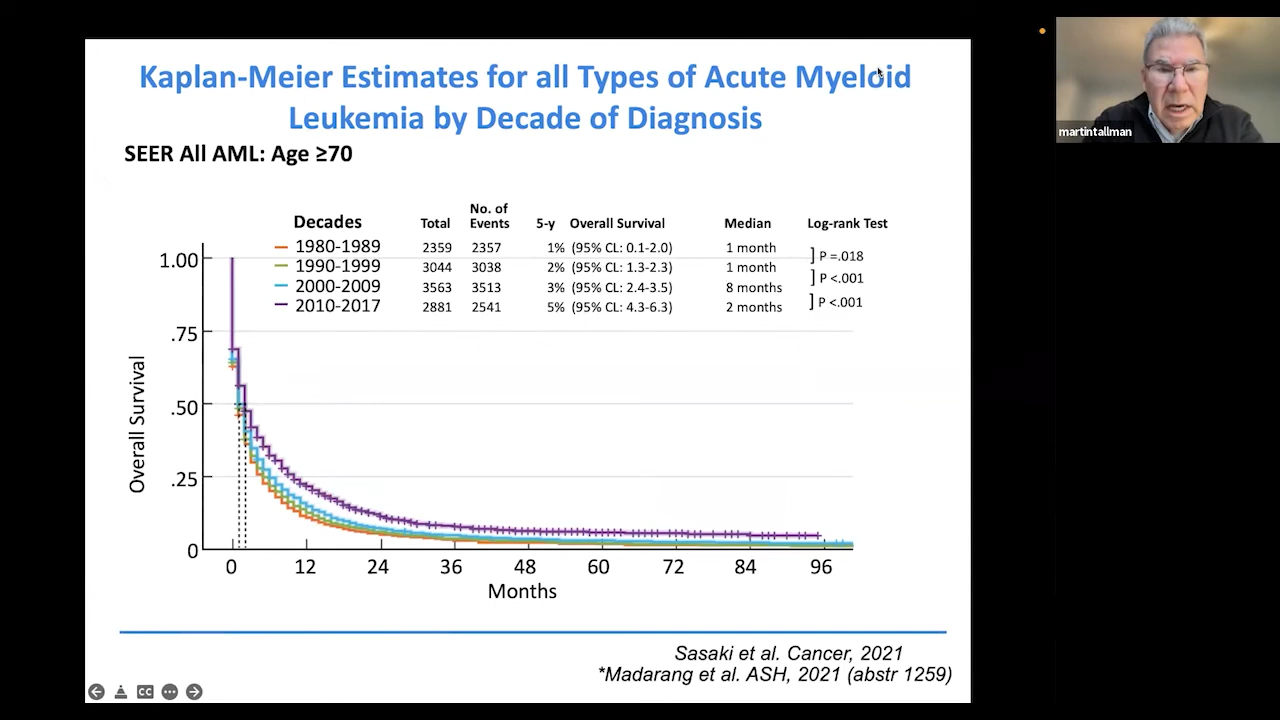 Kaplan-Meier Estimates for all Types of Acute Myeloid
Leukemia by Decade of Diagnosis
SEER All AML: Age ≥70
Decades Total No. of Events 5-y Overall Survival Median Log-rank Test
1980-1989 2359 2357 1% (95% CL: 0.1-2.0) 1 month
] P =.018
1990-1999 3044 3038 2% (95% CL: 1.3-2.3) 1 month
] P <.001
2000-2009 3563 3513 3% (95% CL: 2.4-3.5) 8 months
] P <.001
2010-2017 2881 2541 5% (95% CL: 4.3-6.3) 2 months
1.00
.75
.50
.25
0
Overall Survival
0 12 24 36 48 60 72 84 96
Months
Sasaki et al. Cancer, 2021
*Madarang et al. ASH, 2021 (abstr 1259)
CC
martintallman